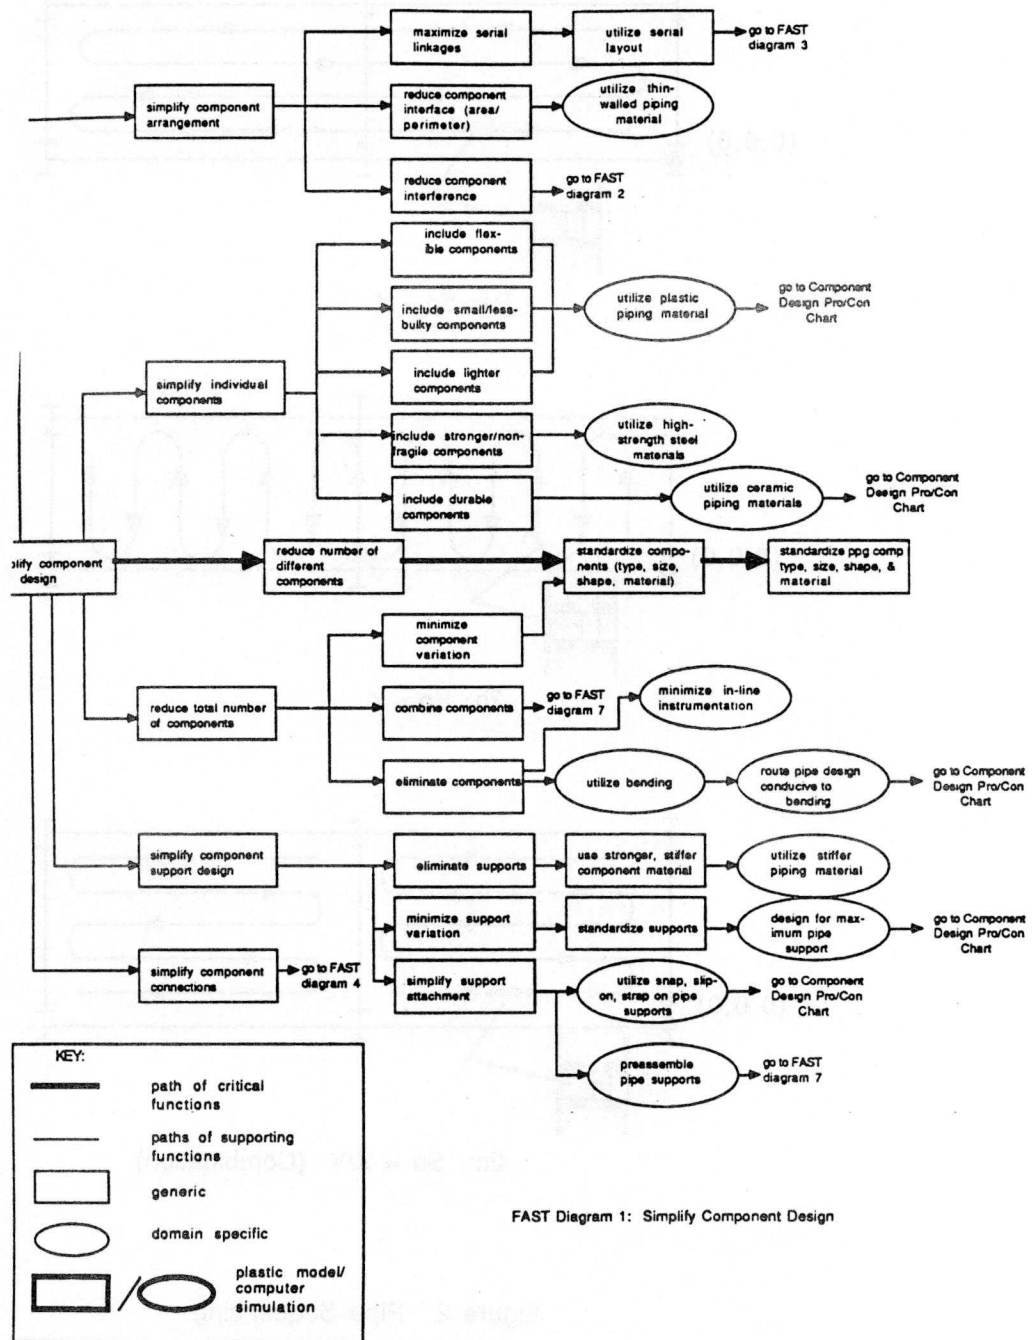 maximize serial
linkages
utilize serial
layout
go to FAST
diagram 3
simplify component
arrangement
reduce component
interface (area/
perimeter)
utilize thin-
walled piping
material
reduce component
interference
go to FAST
diagram 2
include flex-
ible components
include small/less-
bulky components
utilize plastic
piping material
go to Component
Design Pro/Con
Chart
simplify individual
components
include lighter
components
include stronger/non-
fragile components
utilize high-
strength steel
materials
include durable
components
utilize ceramic
piping materials
go to Component
Design Pro/Con
Chart
plify component
design
reduce number of
different
components
standardize compo-
nents (type, size,
shape, material)
standardize ppg comp
type, size, shape, &
material
minimize
component
variation
reduce total number
of components
combine components
go to FAST
diagram 7
minimize in-line
instrumentation
eliminate components
utilize bending
route pipe design
conducive to
bending
go to Component
Design Pro/Con
Chart
simplify component
support design
eliminate supports
use stronger, stiffer
component material
utilize stiffer
piping material
minimize support
variation
standardize supports
design for max-
imum pipe
support
go to Component
Design Pro/Con
Chart
simplify component
connections
go to FAST
diagram 4
simplify support
attachment
utilize snap, slip-
on, strap on pipe
supports
go to Component
Design Pro/Con
Chart
preassemble
pipe supports
go to FAST
diagram 7
KEY:
path of critical
functions
paths of supporting
functions
generic
domain specific
/
plastic model/
computer
simulation
FAST Diagram 1: Simplify Component Design